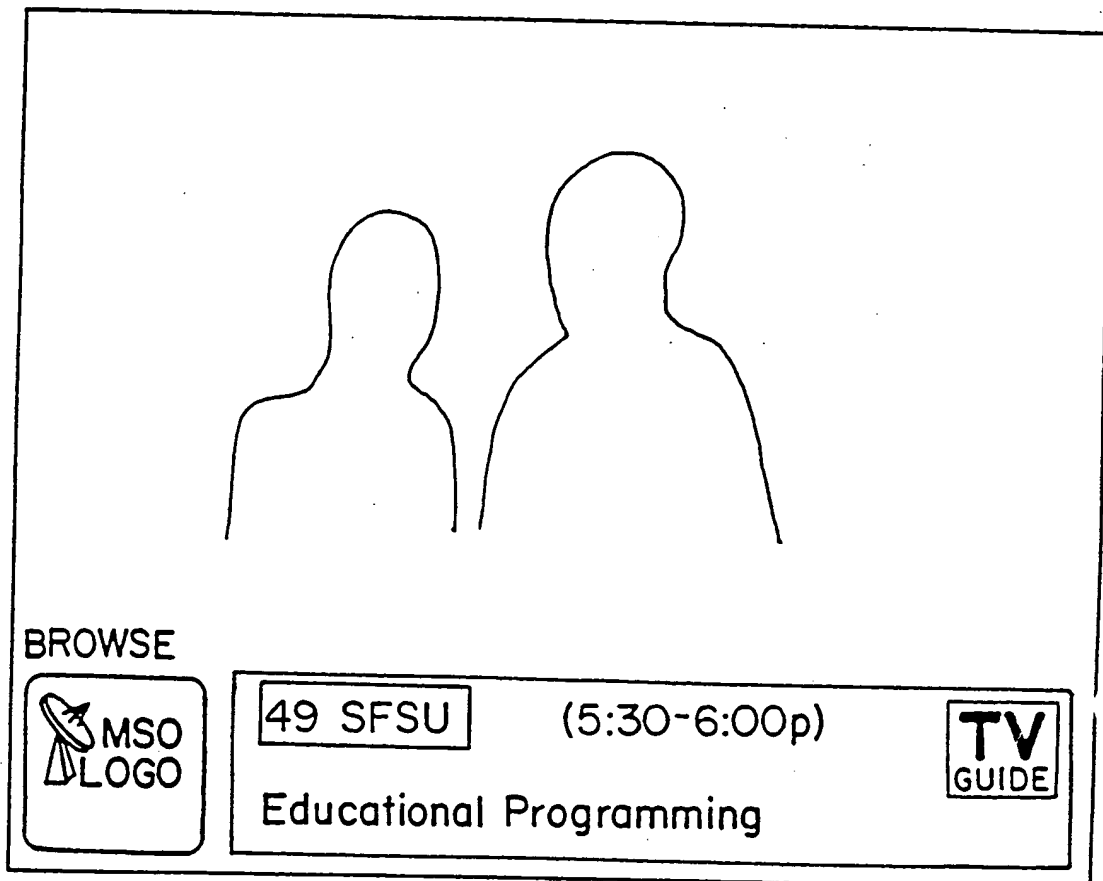 BROWSE
MSO
LOGO
49 SFSU (5:30-6:00p)
Educational Programming
TV
GUIDE